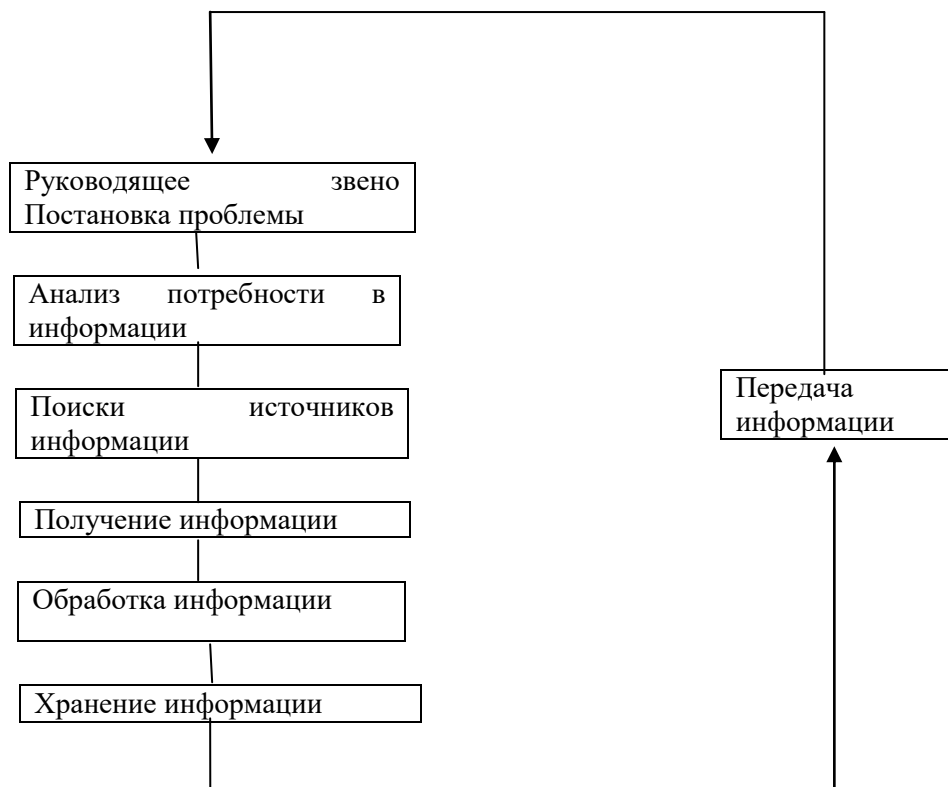 Руководящее звено
Постановка проблемы
Анализ потребности в
информации
Поиски источников
информации
Передача
информации
Получение информации
Обработка информации
Хранение информации